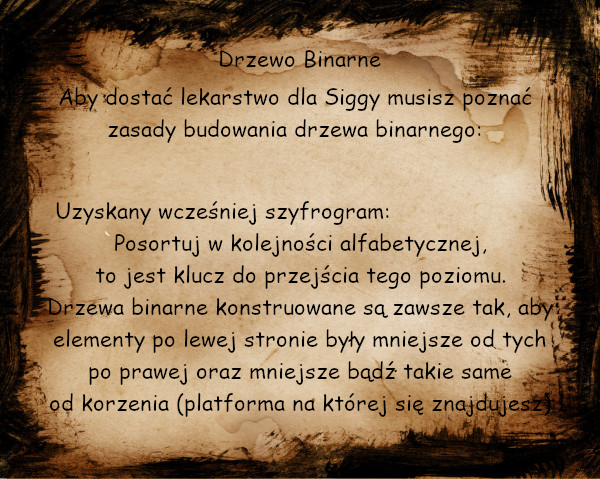 Drzewo Binarne
Aby dostać lekarstwo dla Siggy musisz poznać
zasady budowania drzewa binarnego:
Uzyskany wcześniej szyfrogram:
Posortuj w kolejności alfabetycznej,
to jest klucz do przejścia tego poziomu.
Drzewa binarne konstruowane są zawsze tak, aby
elementy po lewej stronie były mniejsze od tych
po prawej oraz mniejsze bądź takie same
od korzenia (platforma na której się znajdujesz)